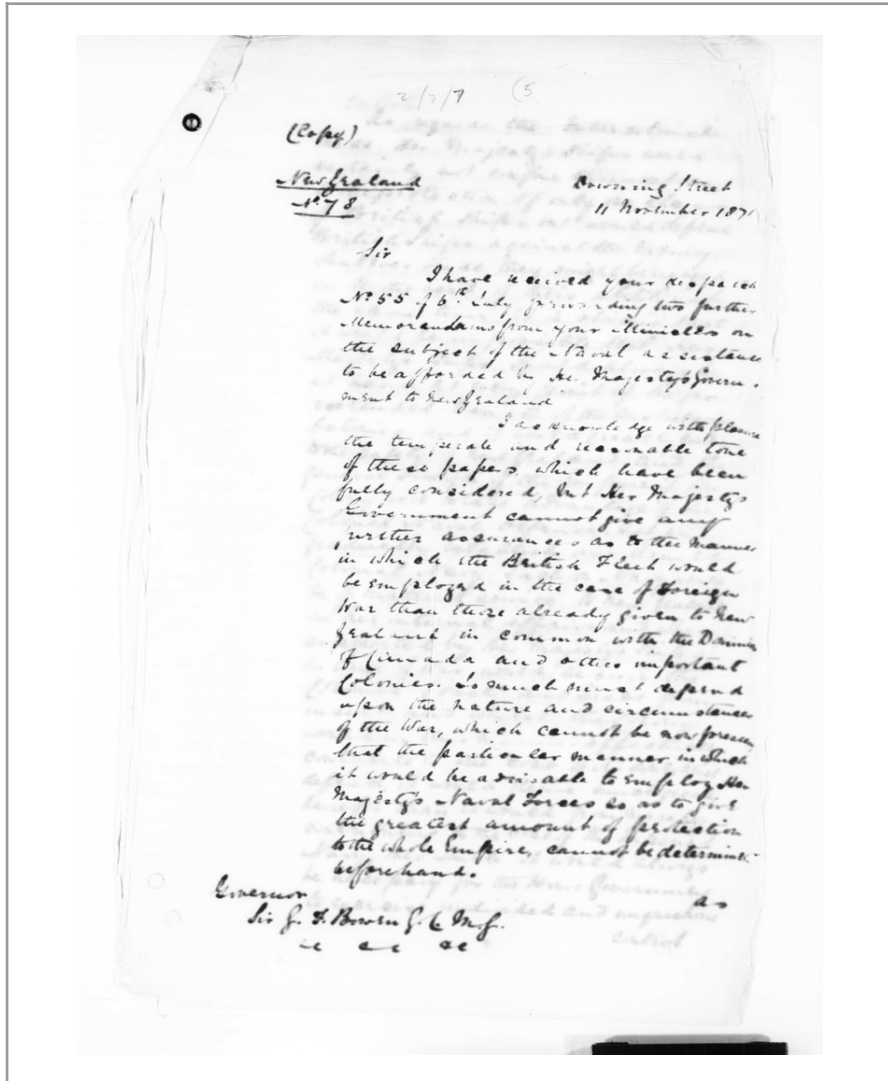 2/2/7 (5
(Copy)
New Zealand
No. 78
Downing Street
11 November 1871
Sir
I have received your despatch
No 55 of 6th July forwarding two further
Memorandums from your Ministers on
the subject of the Naval assistance
to be afforded by Her Majesty's Govern-
ment to New Zealand
I acknowledge with pleasure
the temperate and reasonable tone
of these papers, which have been
fully considered, but Her Majesty's
Government cannot give any
further assurances as to the manner
in which the British Fleet would
be employed in the case of Foreign
War than those already given to New
Zealand in common with the Dominion
of Canada and other important
Colonies. So much must depend
upon the nature and circumstances
of the War, which cannot be now foreseen
that the particular manner in which
it would be advisable to employ Her
Majesty's Naval Forces so as to give
the greatest amount of protection
to the whole Empire, cannot be determined
beforehand.
as
Governor
Sir G. F. Bowen G.C.M.G.